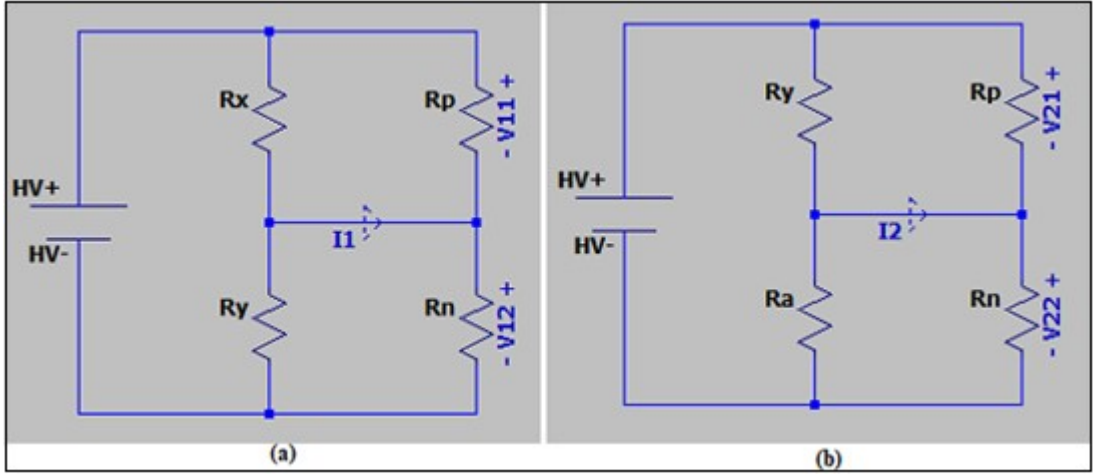 Rx
Rp
- V11 +
HV+
HV-
I1
Ry
Rn
- V12 +
(a)
Ry
Rp
- V21 +
HV+
HV-
I2
Ra
Rn
- V22 +
(b)